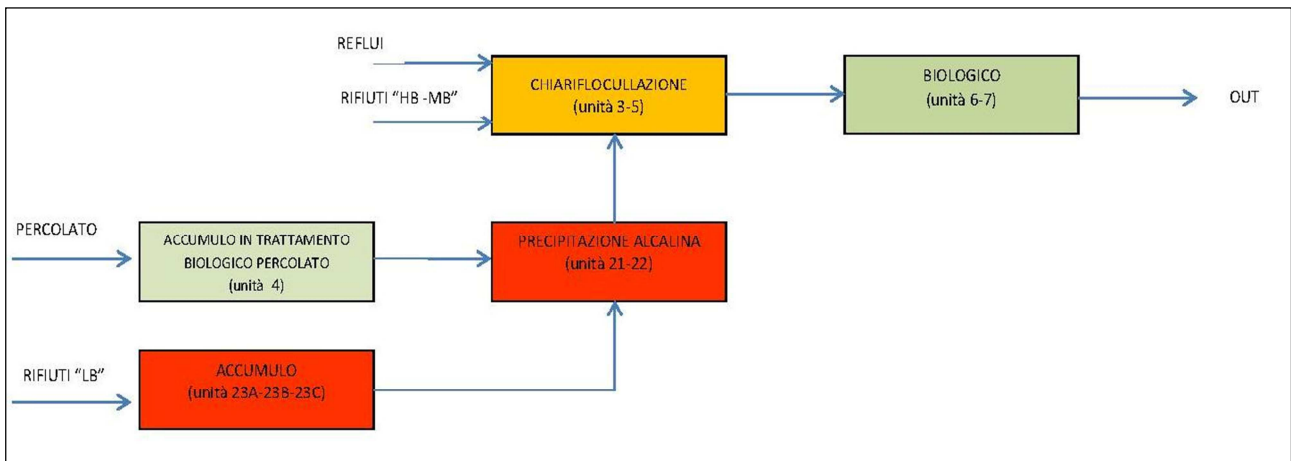 REFLUI
RIFIUTI "HB -MB"
CHIARIFLOCULLAZIONE
(unità 3-5)
BIOLOGICO
(unità 6-7)
OUT
PERCOLATO
ACCUMULO IN TRATTAMENTO
BIOLOGICO PERCOLATO
(unità 4)
PRECIPITAZIONE ALCALINA
(unità 21-22)
RIFIUTI "LB"
ACCUMULO
(unità 23A-23B-23C)